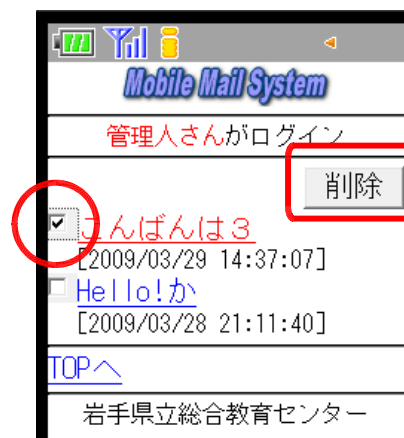 Mobile Mail System
管理人さんがログイン
削除
こんばんは３
[2009/03/29 14:37:07]
Hello!か
[2009/03/28 21:11:40]
TOPへ
岩手県立総合教育センター